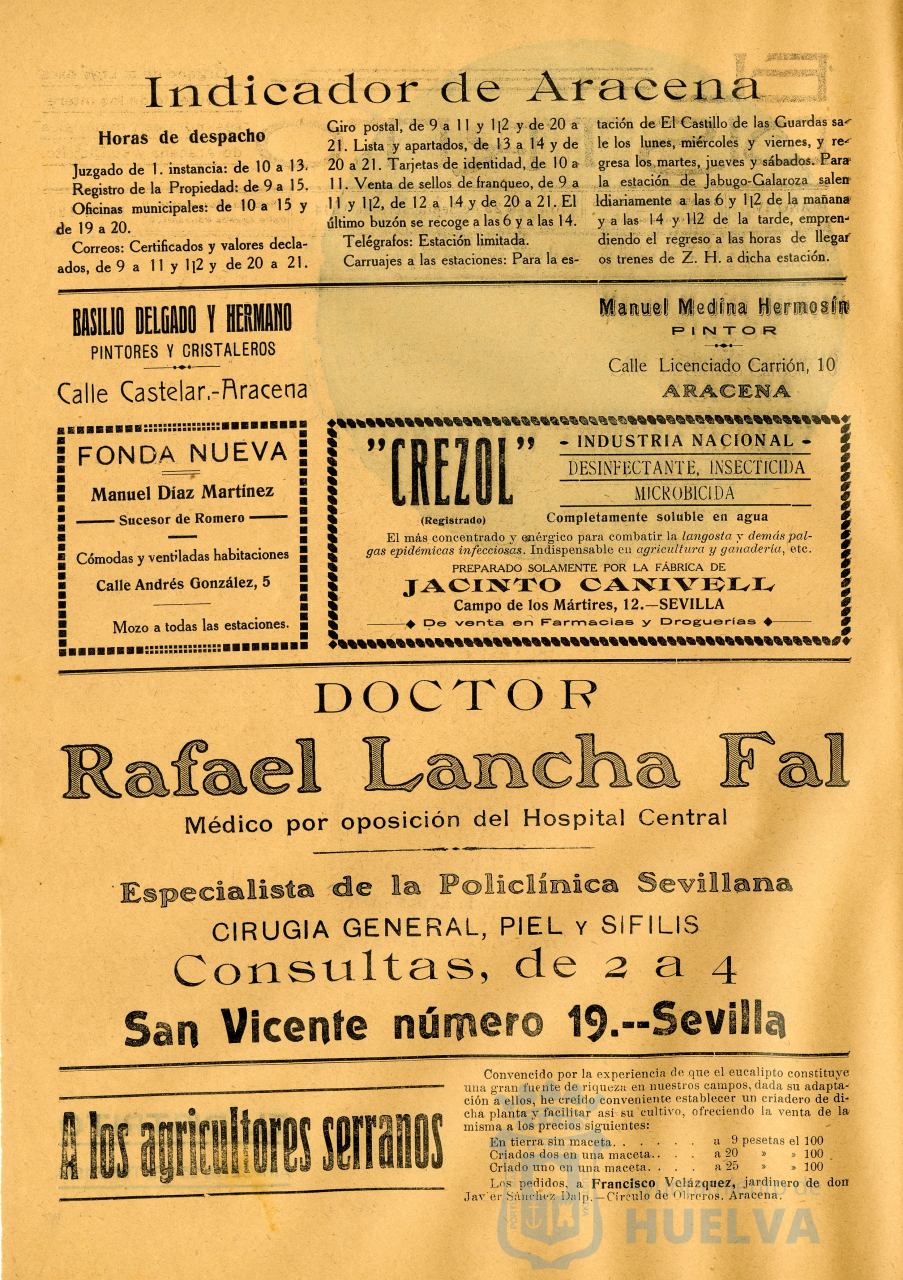 Indicador de Aracena
Horas de despacho
Juzgado de 1. instancia: de 10 a 13.
Registro de la Propiedad: de 9 a 15.
Oficinas municipales: de 10 a 15 y
de 19 a 20.
Correos: Certificados y valores decla-
ados, de 9 a 11 y 1|2 y de 20 a 21.
Giro postal, de 9 a 11 y 1|2 y de 20 a
21. Lista y apartados, de 13 a 14 y de
20 a 21. Tarjetas de identidad, de 10 a
11. Venta de sellos de franqueo, de 9 a
11 y 1|2, de 12 a 14 y de 20 a 21. El
último buzón se recoge a las 6 y a las 14.
Telégrafos: Estación limitada.
Carruajes a las estaciones: Para la es-
tación de El Castillo de las Guardas sa-
le los lunes, miércoles y viernes, y re-
gresa los martes, jueves y sábados. Para
la estación de Jabugo-Galaroza salen
ldiariamente a las 6 y 1|2 de la mañana
y a las 14 y 1|2 de la tarde, empren-
diendo el regreso a las horas de llegar
os trenes de Z. H. a dicha estación.
BASILIO DELGADO Y HERMANO
PINTORES Y CRISTALEROS
Calle Castelar.-Aracena
Manuel Medina Hermosín
PINTOR
Calle Licenciado Carrión, 10
ARACENA
FONDA NUEVA
Manuel Díaz Martínez
Sucesor de Romero
Cómodas y ventiladas habitaciones
Calle Andrés González, 5
Mozo a todas las estaciones.
"CREZOL"
(Registrado)
- INDUSTRIA NACIONAL -
DESINFECTANTE, INSECTICIDA
MICROBICIDA
Completamente soluble en agua
El más concentrado y enérgico para combatir la langosta y demás pal-
gas epidémicas infecciosas. Indispensable en agricultura y ganadería, etc.
PREPARADO SOLAMENTE POR LA FÁBRICA DE
JACINTO CANIVELL
Campo de los Mártires, 12.—SEVILLA
De venta en Farmacias y Droguerías
DOCTOR
Rafael Lancha Fal
Médico por oposición del Hospital Central
Especialista de la Policlínica Sevillana
CIRUGIA GENERAL, PIEL Y SIFILIS
Consultas, de 2 a 4
San Vicente número 19.--Sevilla
A los agricultores serranos
Convencido por la experiencia de que el eucalipto constituye
una gran fuente de riqueza en nuestros campos, dada su adapta-
ción a ellos, he creído conveniente establecer un criadero de di-
cha planta y facilitar asi su cultivo, ofreciendo la venta de la
misma a los precios siguientes:
En tierra sin maceta. . . . . . a 9 pesetas el 100
Criados dos en una maceta. . . . a 20 » » 100
Criado uno en una maceta. . . . a 25 » » 100
Los pedidos, a Francisco Velázquez, jardinero de don
Javier Sánchez Dalp.—Círculo de Obreros. Aracena.
HUELVA